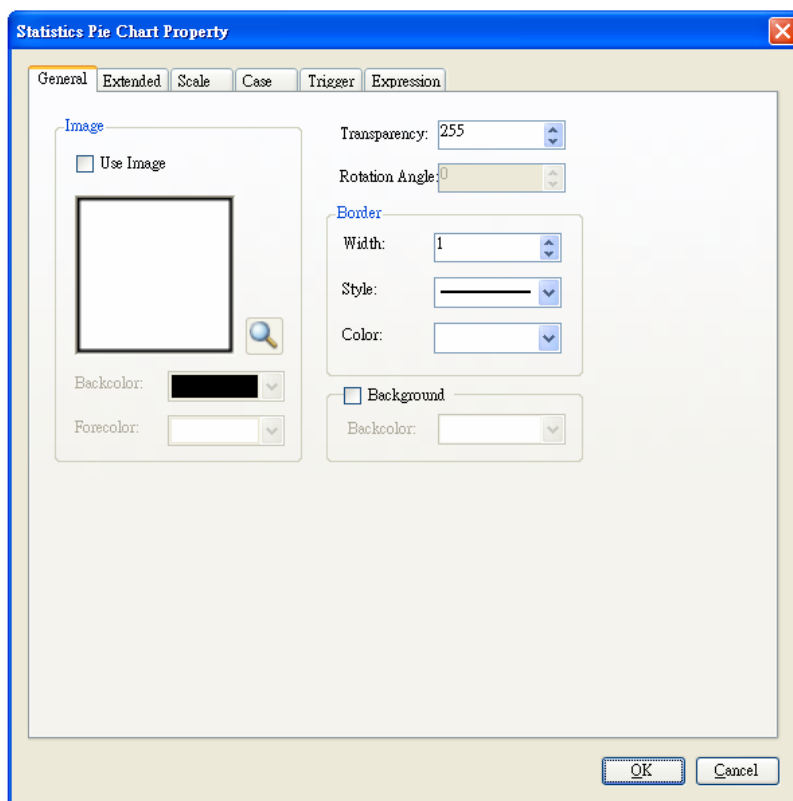 Statistics Pie Chart Property
General Extended Scale Case Trigger Expression
Image
Use Image
Backcolor:
Forecolor:
Transparency: 255
Rotation Angle: 0
Border
Width: 1
Style:
Color:
Background
Backcolor:
OK Cancel